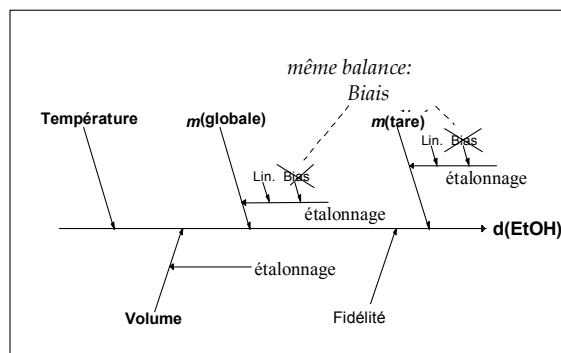 même balance:
Biais
Température
m(globale)
m(tare)
Lin. Bias
étalonnage
Lin. Bias
étalonnage
d(EtOH)
étalonnage
Volume
Fidélité